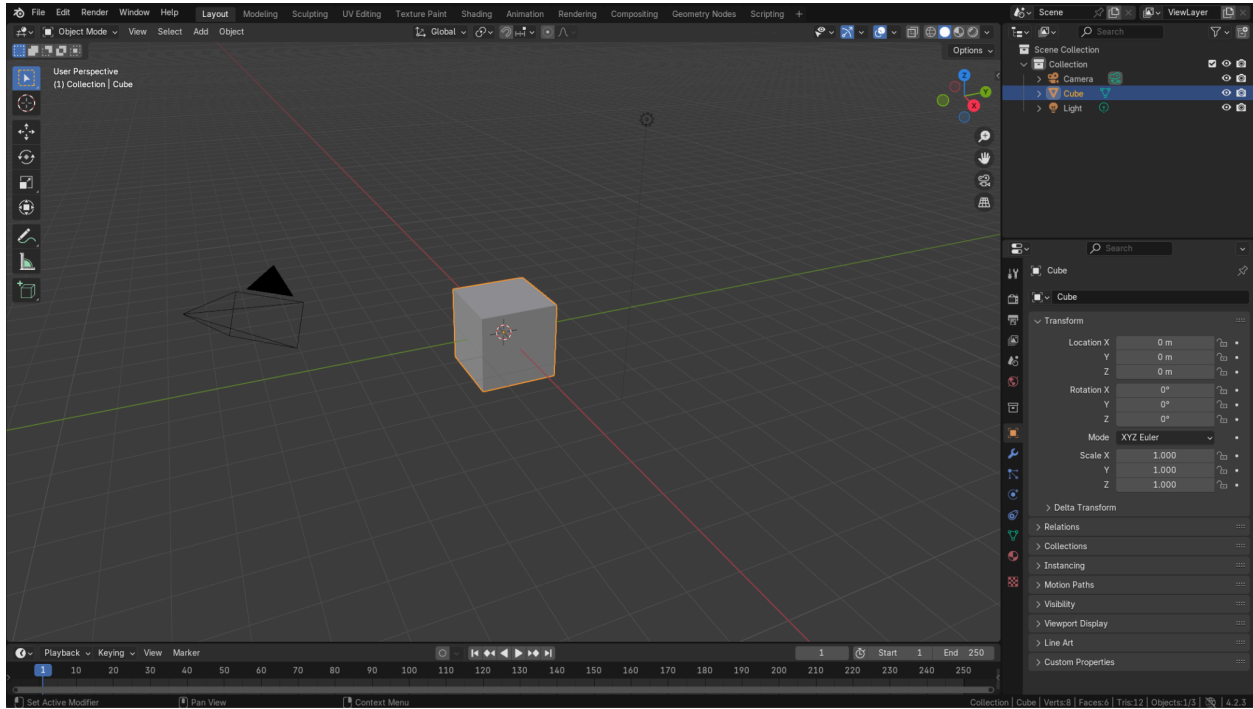 File Edit Render Window Help Layout Modeling Sculpting UV Editing Texture Paint Shading Animation Rendering Compositing Geometry Nodes Scripting + Scene ViewLayer
Object Mode View Select Add Object Global Search
Options
User Perspective
(1) Collection | Cube
Z
Y
X
Scene Collection
Collection
Camera
Cube
Light
Search
Cube
Cube
Transform
Location X 0 m
Y 0 m
Z 0 m
Rotation X 0°
Y 0°
Z 0°
Mode XYZ Euler
Scale X 1.000
Y 1.000
Z 1.000
Delta Transform
Relations
Collections
Instancing
Motion Paths
Visibility
Viewport Display
Line Art
Custom Properties
Playback Keying View Marker 1 Start 1 End 250
1 10 20 30 40 50 60 70 80 90 100 110 120 130 140 150 160 170 180 190 200 210 220 230 240 250
Set Active Modifier Pan View Context Menu Collection | Cube | Verts:8 | Faces:6 | Tris:12 | Objects:1/3 | 4.2.3